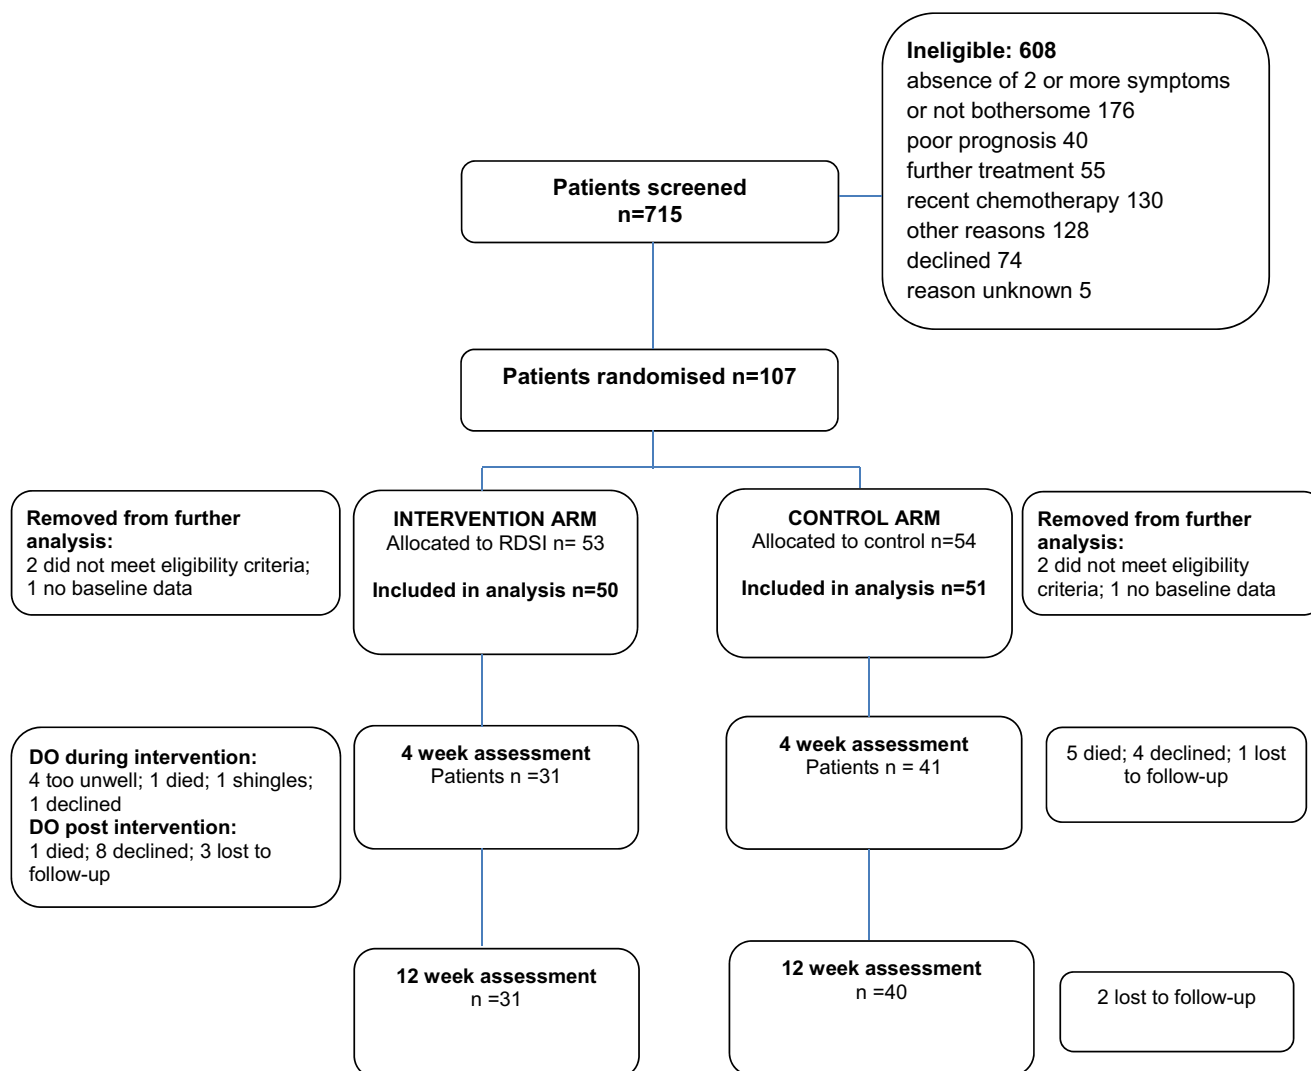 Ineligible: 608
absence of 2 or more symptoms
or not bothersome 176
poor prognosis 40
further treatment 55
recent chemotherapy 130
other reasons 128
declined 74
reason unknown 5
Patients screened
n=715
Patients randomised n=107
Removed from further
analysis:
2 did not meet eligibility criteria;
1 no baseline data
INTERVENTION ARM
Allocated to RDSI n= 53
Included in analysis n=50
CONTROL ARM
Allocated to control n=54
Included in analysis n=51
Removed from further
analysis:
2 did not meet eligibility
criteria; 1 no baseline data
DO during intervention:
4 too unwell; 1 died; 1 shingles;
1 declined
DO post intervention:
1 died; 8 declined; 3 lost to
follow-up
4 week assessment
Patients n =31
4 week assessment
Patients n = 41
5 died; 4 declined; 1 lost
to follow-up
12 week assessment
n =31
12 week assessment
n =40
2 lost to follow-up